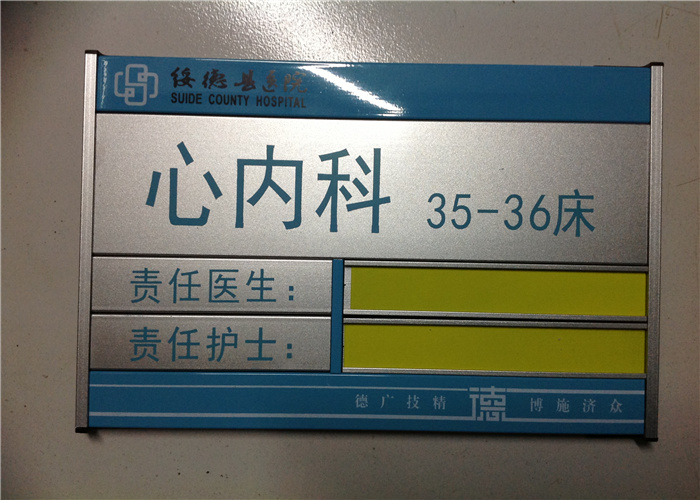 绥德县医院
SUIDE COUNTY HOSPITAL
心内科 35-36床
责任医生：
责任护士：
德广技精 德 博施济众